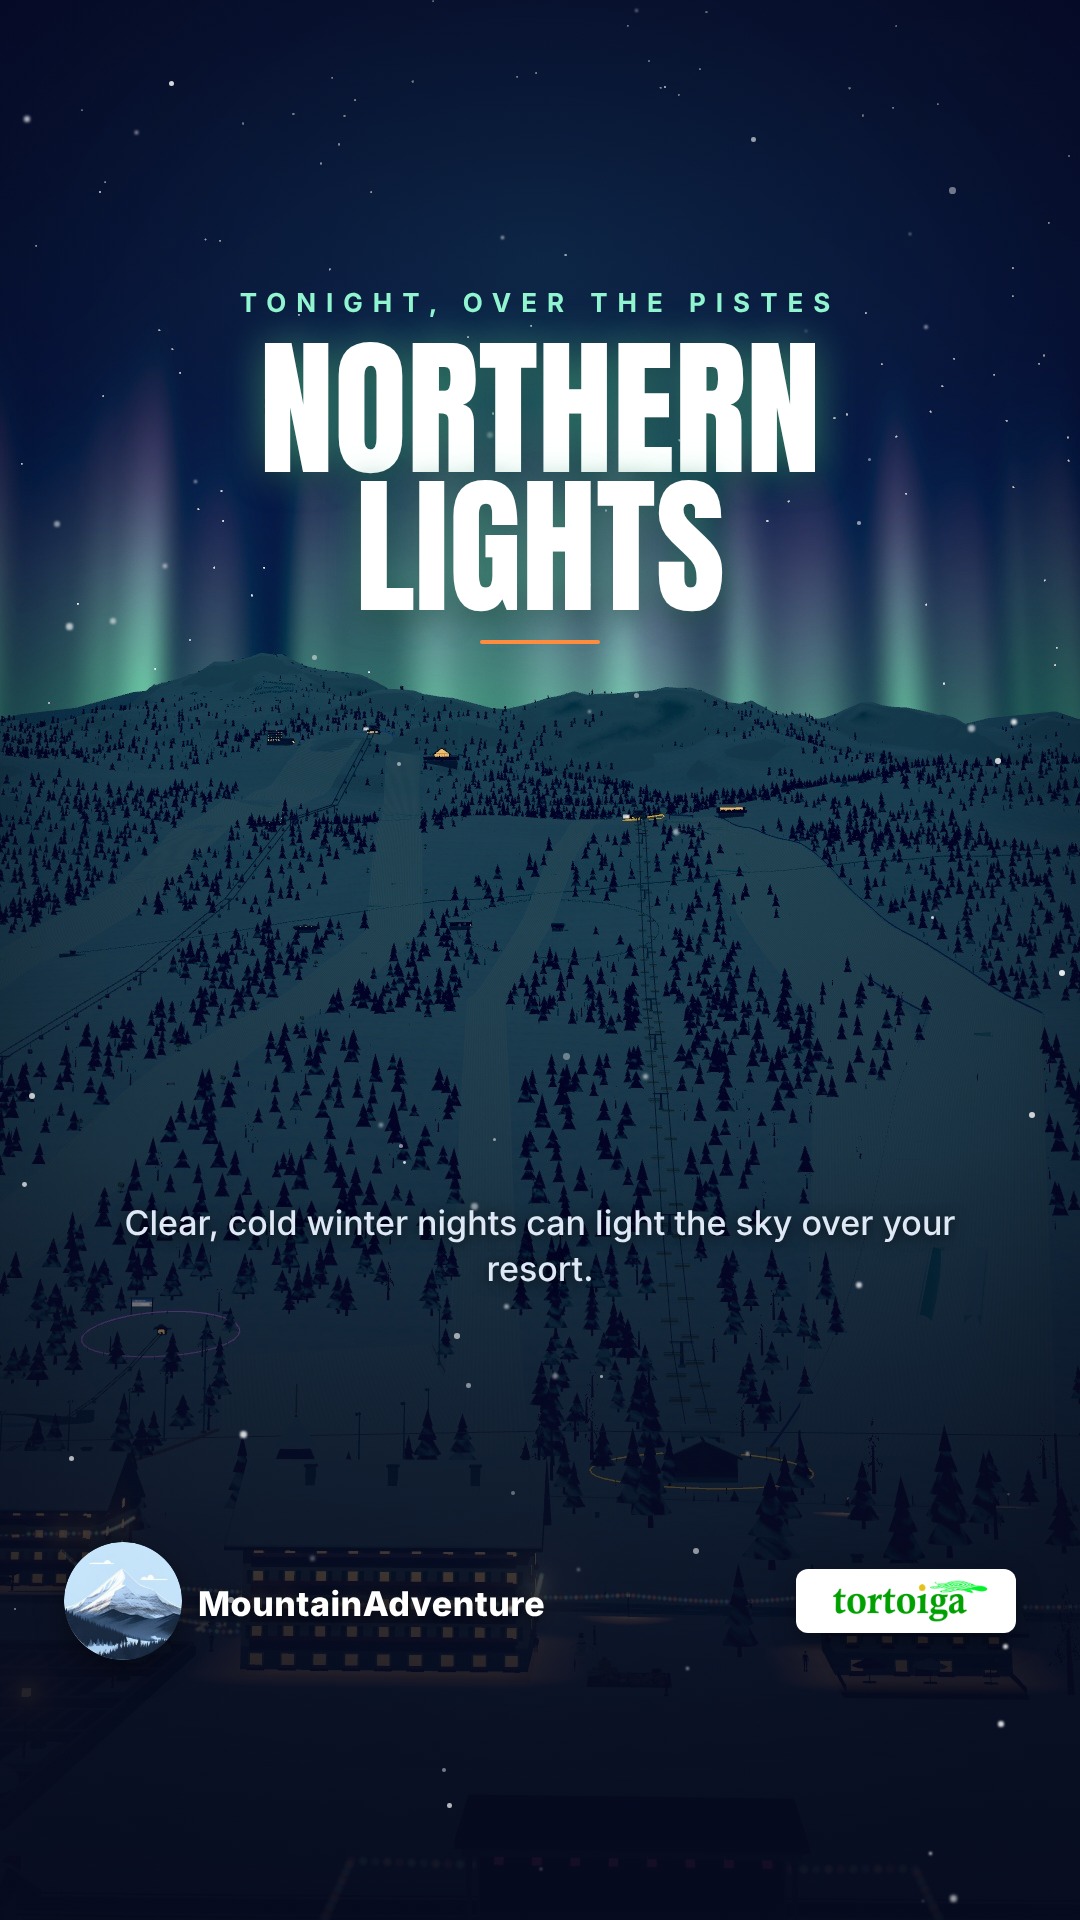 TONIGHT, OVER THE PISTES
NORTHERN
LIGHTS
Clear, cold winter nights can light the sky over your
resort.
MountainAdventure
tortoiga